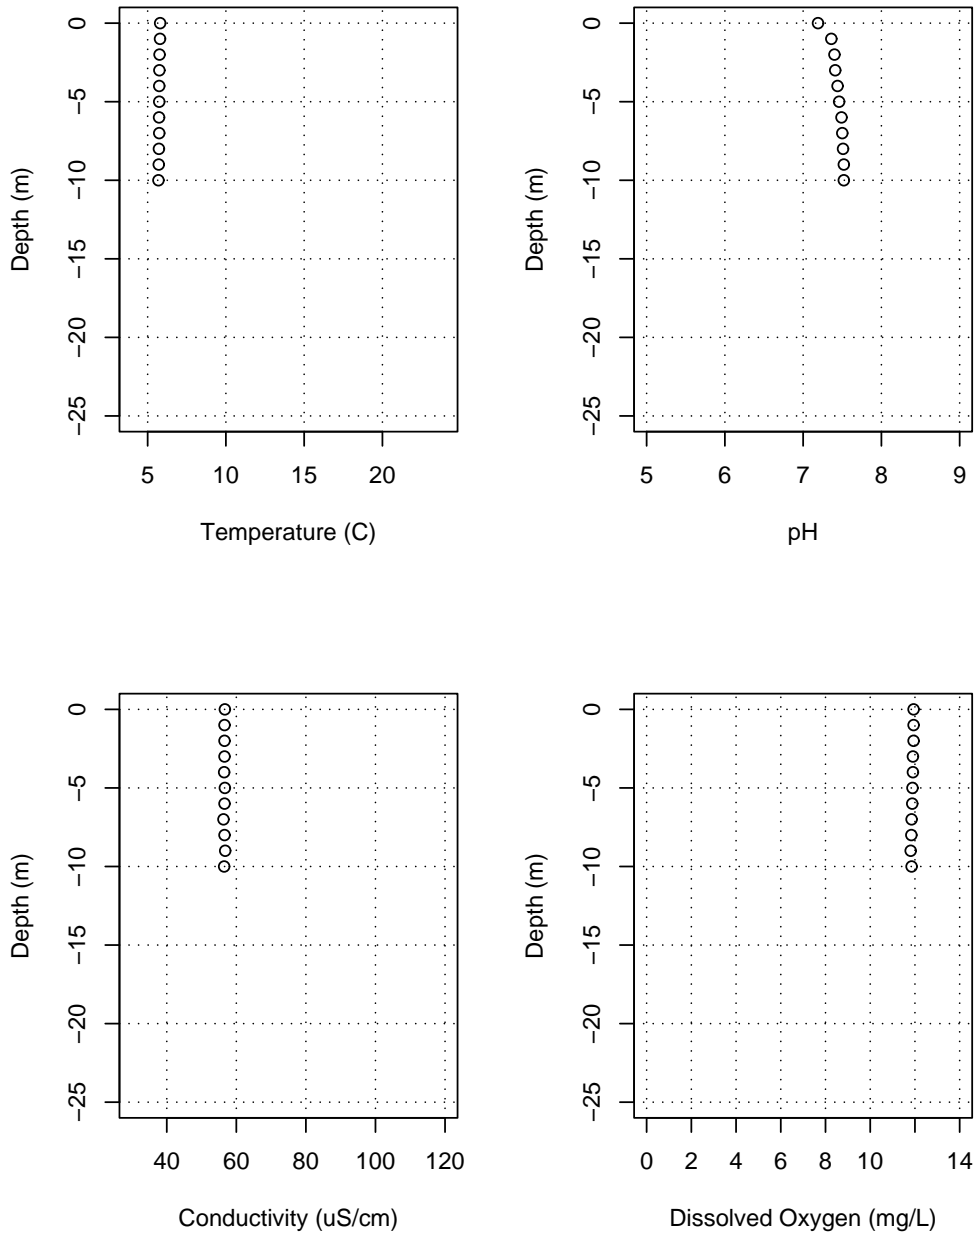 0
−5
−10
−15
−20
−25
Depth (m)
5 10 15 20
Temperature (C)
0
−5
−10
−15
−20
−25
Depth (m)
5 6 7 8 9
pH
0
−5
−10
−15
−20
−25
Depth (m)
40 60 80 100 120
Conductivity (uS/cm)
0
−5
−10
−15
−20
−25
Depth (m)
0 2 4 6 8 10 14
Dissolved Oxygen (mg/L)